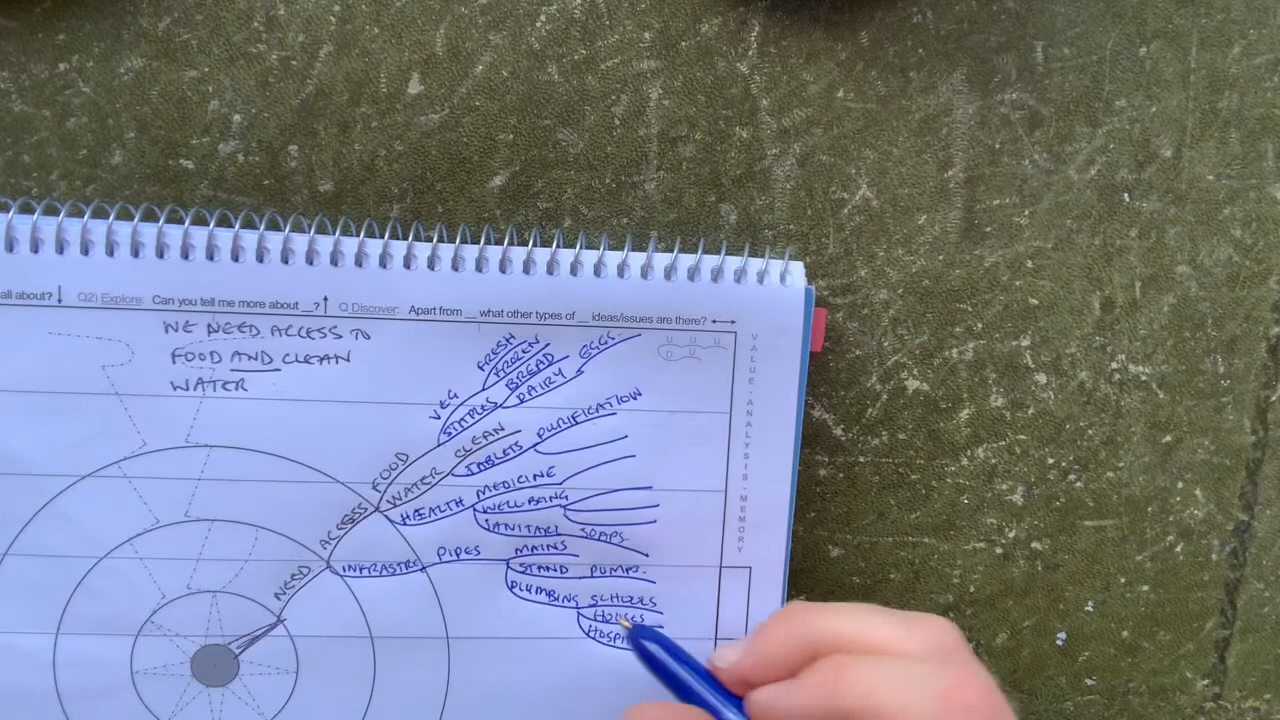 all about? ↓ Q2) Explore: Can you tell me more about __? ↑ Q Discover: Apart from __ what other types of __ ideas/issues are there? ↔
WE NEED ACCESS TO
FOOD AND CLEAN
WATER
U U U
D U
VALUE-ANALYSIS-MEMORY
NEED
ACCESS
FOOD
VEG
FRESH
FROZEN
STAPLES
BREAD
DAIRY
EGGS
WATER
CLEAN
TABLETS
PURIFICATION
HEALTH
MEDICINE
WELLBEING
SANITARY
SOAPS
INFRASTRC
PIPES
MAINS
STAND PUMPS
PLUMBING
SCHOOLS
HOUSES
HOSPI